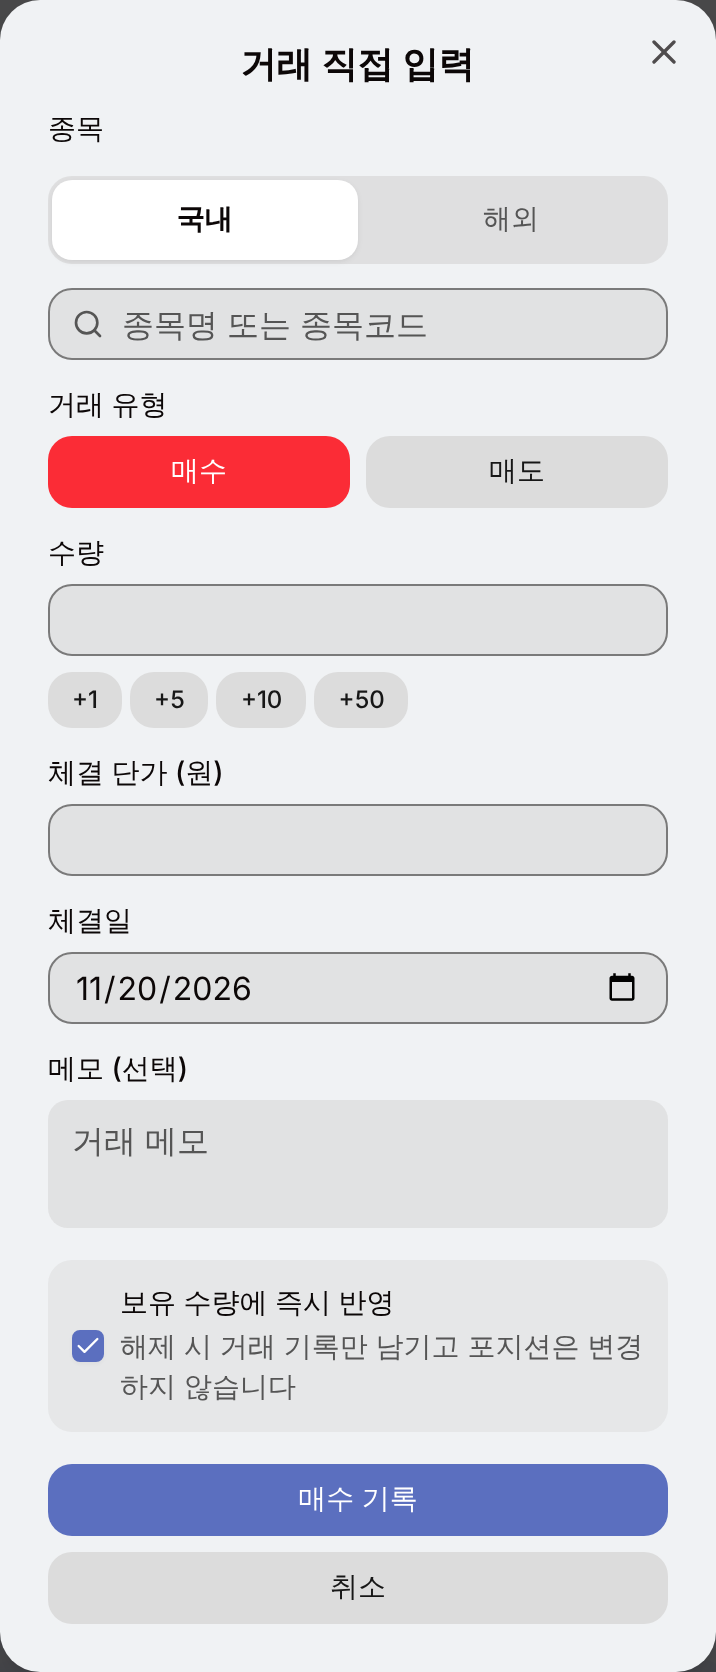 거래 직접 입력
종목
국내
해외
종목명 또는 종목코드
거래 유형
매수
매도
수량
+1
+5
+10
+50
체결 단가 (원)
체결일
11/20/2026
메모 (선택)
거래 메모
보유 수량에 즉시 반영
해제 시 거래 기록만 남기고 포지션은 변경
하지 않습니다
매수 기록
취소